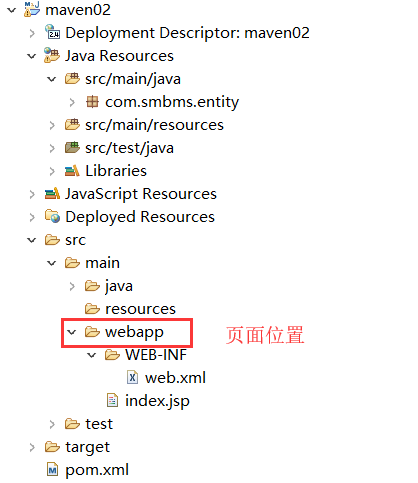 maven02
Deployment Descriptor: maven02
Java Resources
src/main/java
com.smbms.entity
src/main/resources
src/test/java
Libraries
JavaScript Resources
Deployed Resources
src
main
java
resources
webapp 页面位置
WEB-INF
web.xml
index.jsp
test
target
pom.xml